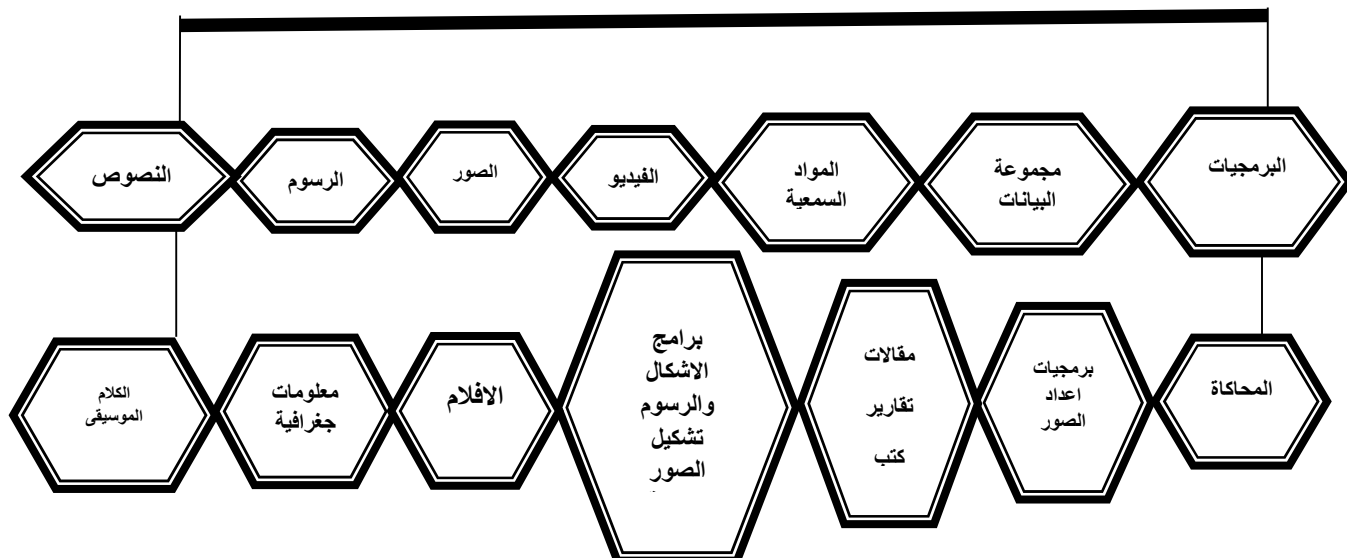 البرمجيات
مجموعة
البيانات
المواد
السمعية
الفيديو
الصور
الرسوم
النصوص
المحاكاة
برمجيات
اعداد
الصور
مقالات
تقارير
كتب
برامج
الاشكال
والرسوم
تشكيل
الصور
الافلام
معلومات
جغرافية
الكلام
الموسيقى